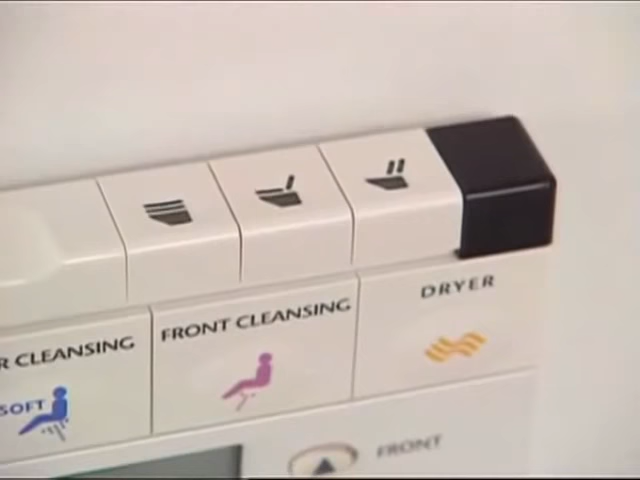 R CLEANSING
FRONT CLEANSING
DRYER
SOFT
FRONT